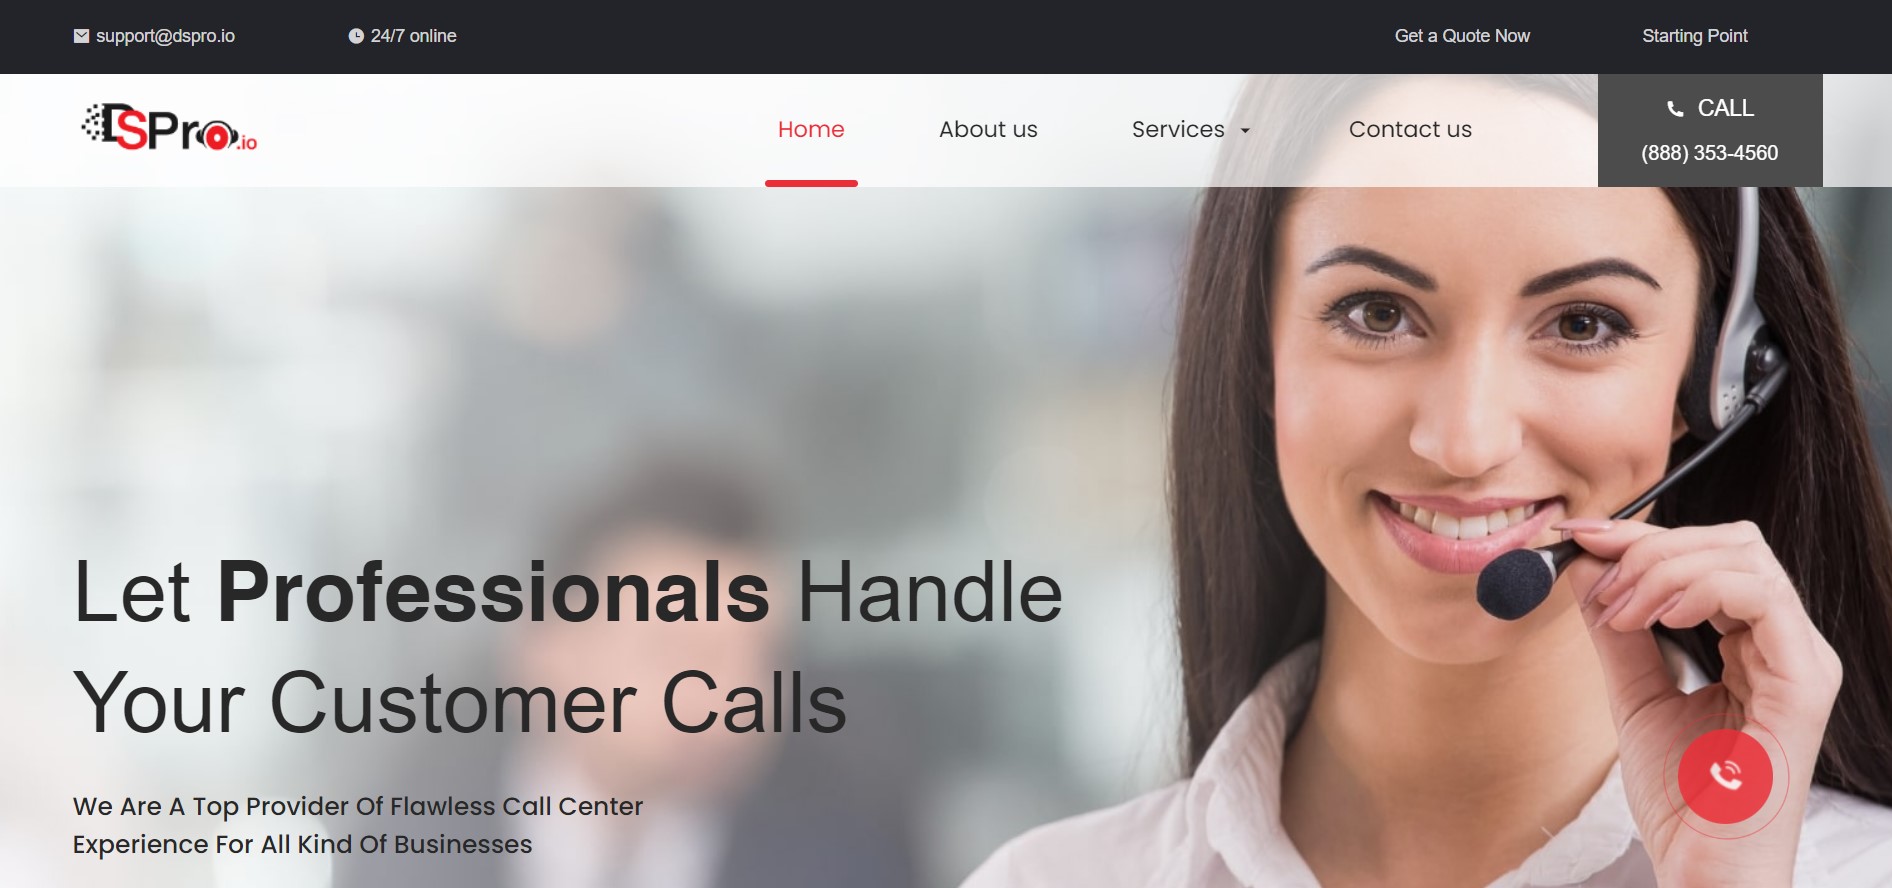 support@dspro.io
24/7 online
Get a Quote Now
Starting Point
DSPro.io
Home
About us
Services
Contact us
CALL
(888) 353-4560
Let Professionals Handle
Your Customer Calls
We Are A Top Provider Of Flawless Call Center
Experience For All Kind Of Businesses